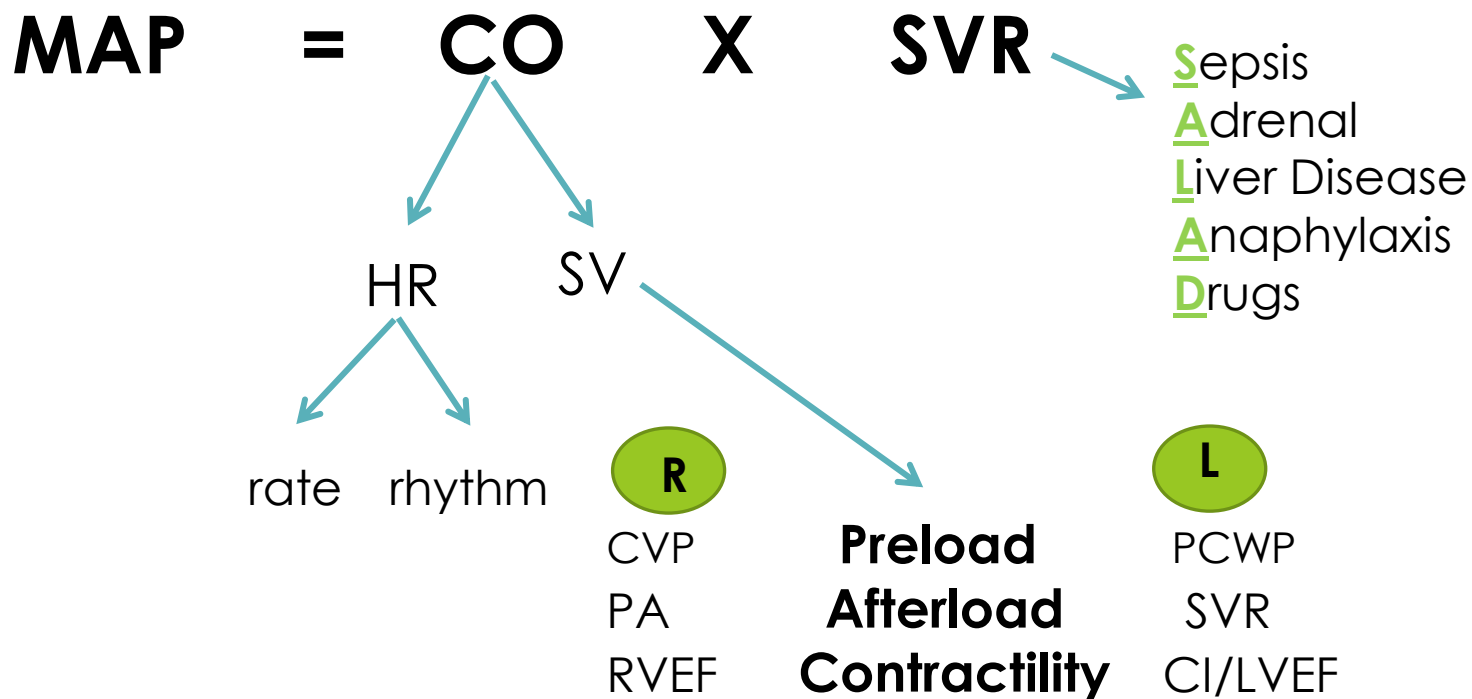 MAP = CO X SVR
Sepsis
Adrenal
Liver Disease
Anaphylaxis
Drugs
HR SV
rate rhythm
R L
CVP Preload PCWP
PA Afterload SVR
RVEF Contractility CI/LVEF